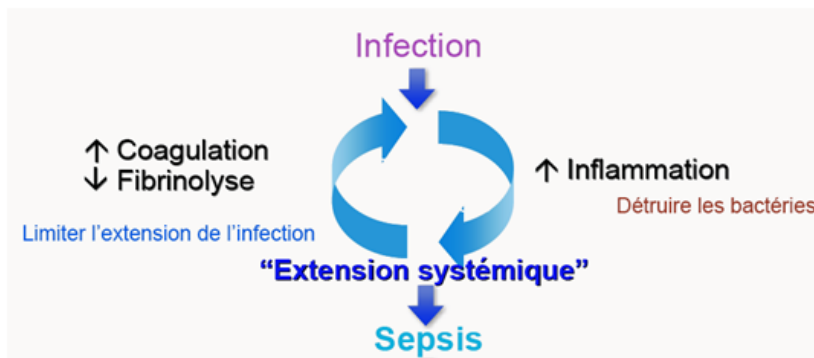 Infection
↑ Coagulation
↓ Fibrinolyse
Limiter l'extension de l'infection
↑ Inflammation
Détruire les bactéries
“Extension systémique”
Sepsis